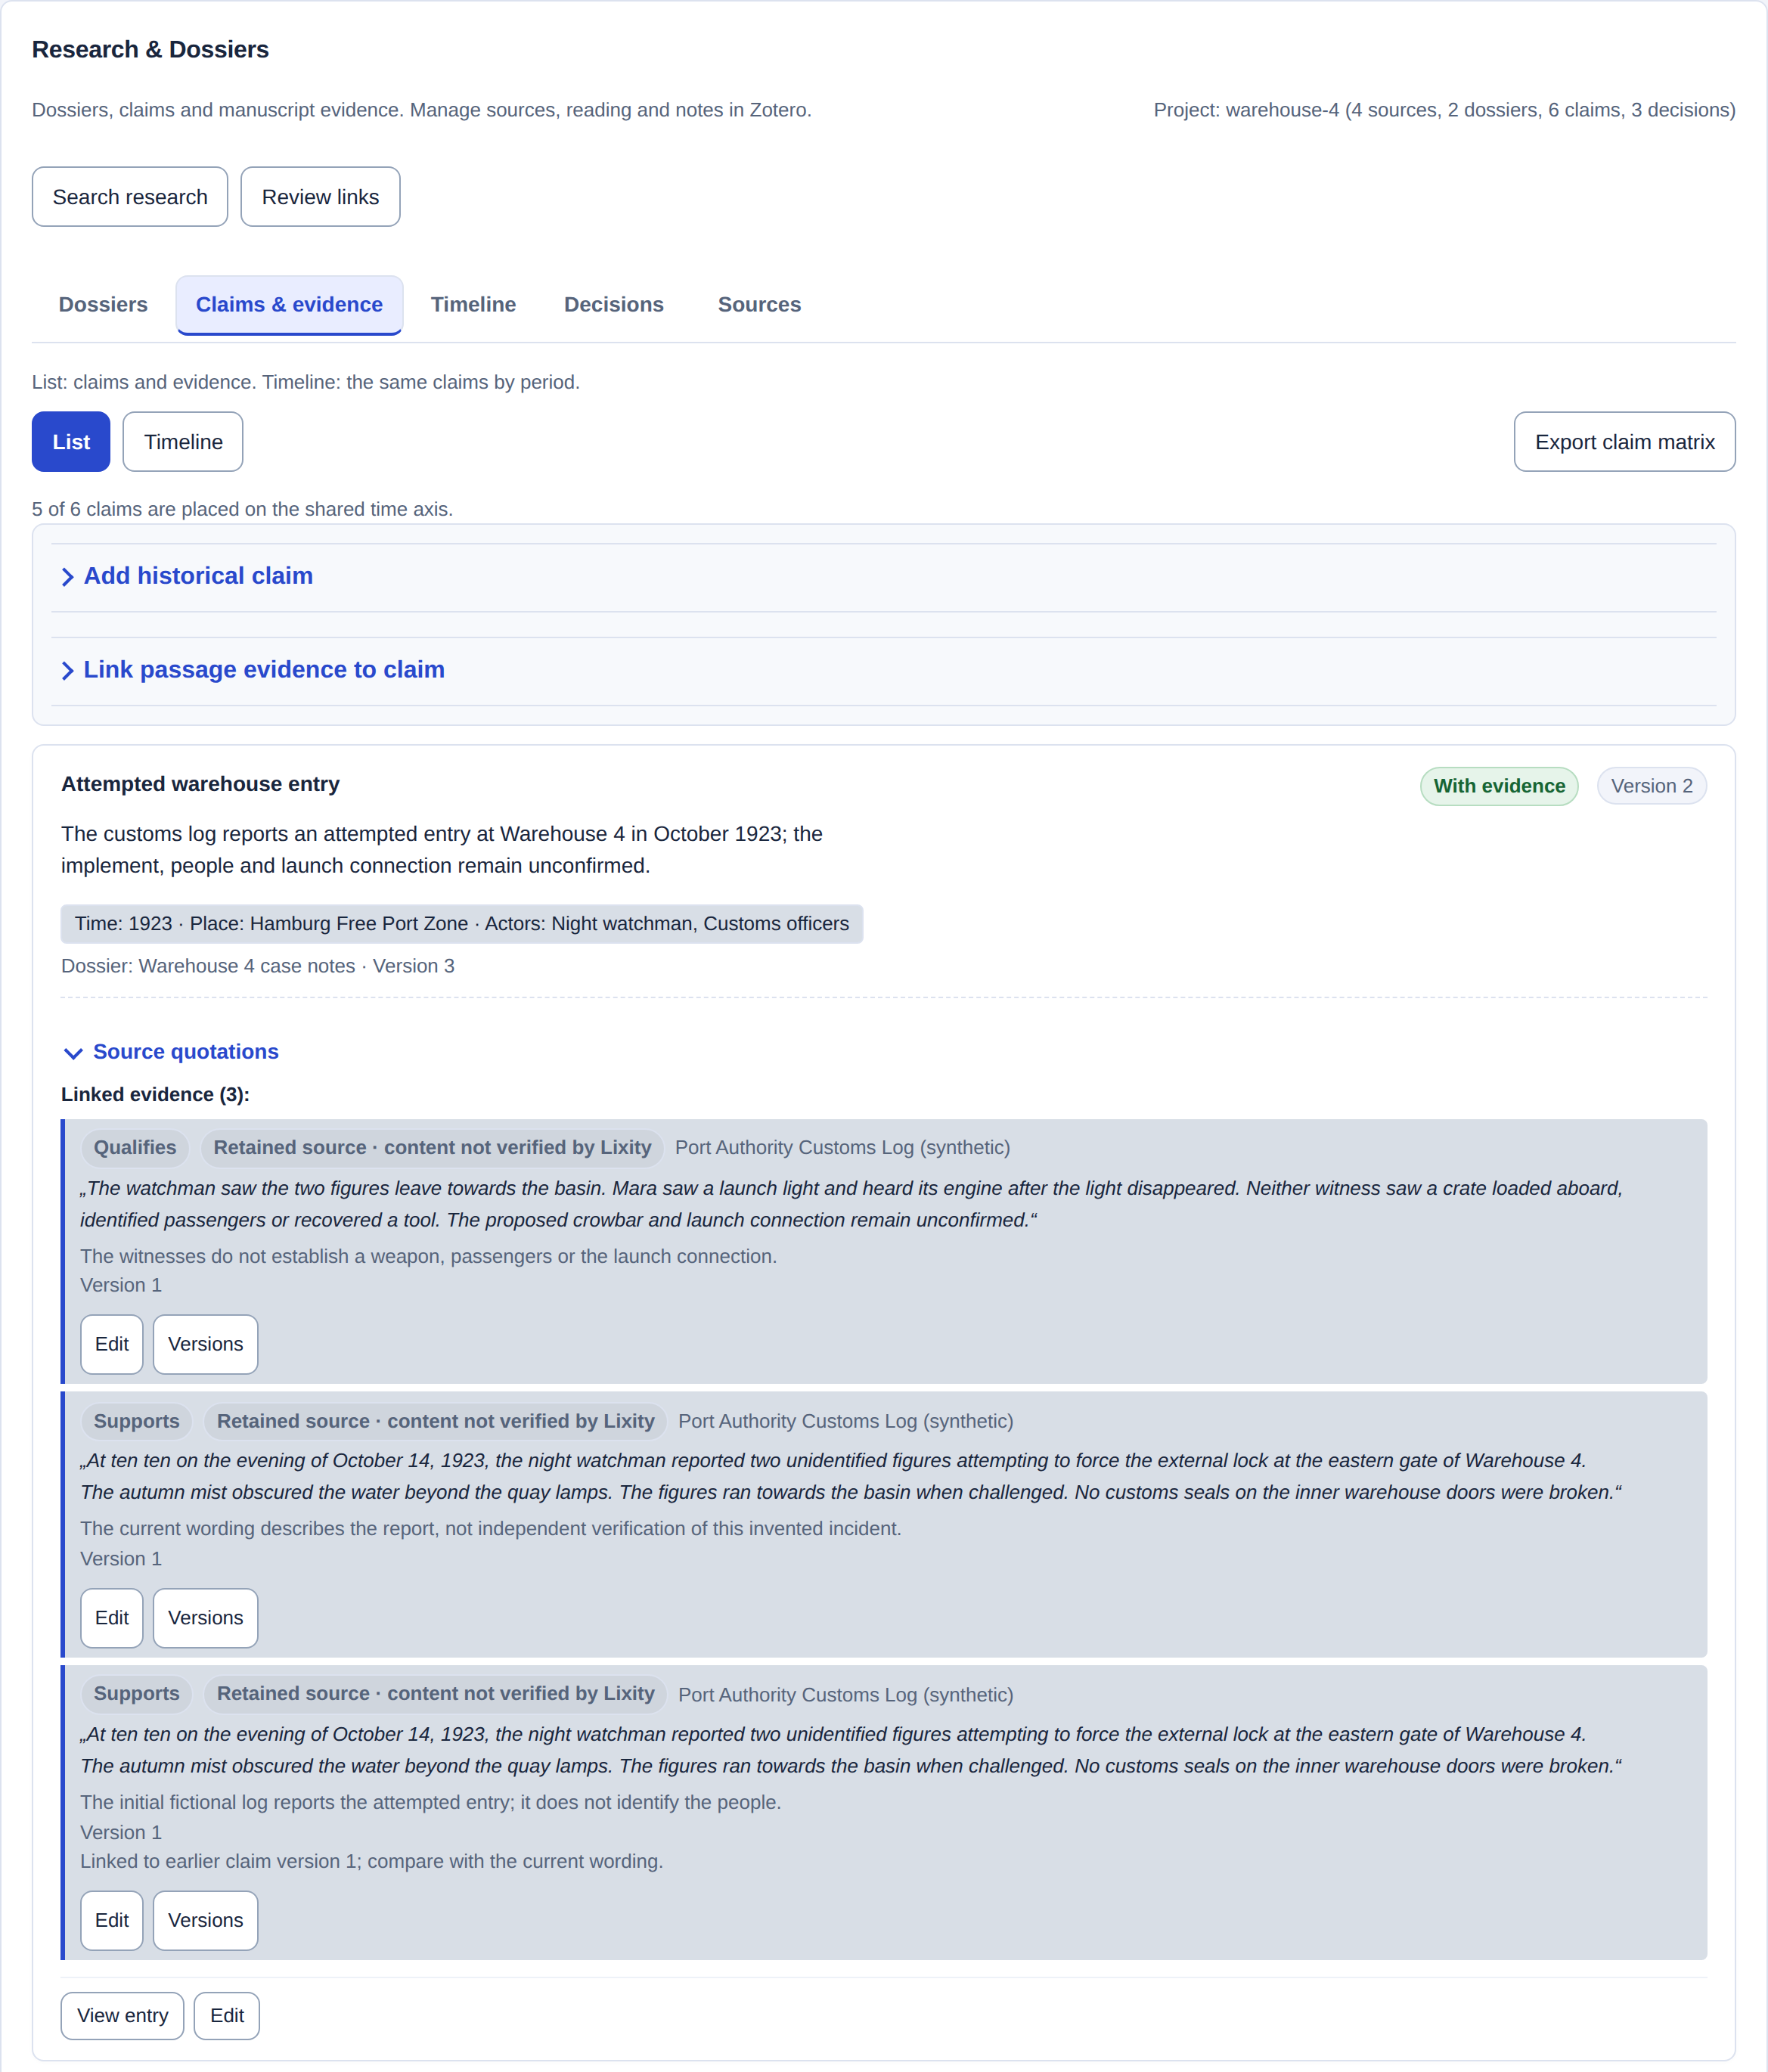 Research & Dossiers
Dossiers, claims and manuscript evidence. Manage sources, reading and notes in Zotero.
Project: warehouse-4 (4 sources, 2 dossiers, 6 claims, 3 decisions)
Search research
Review links
Dossiers
Claims & evidence
Timeline
Decisions
Sources
List: claims and evidence. Timeline: the same claims by period.
List
Timeline
Export claim matrix
5 of 6 claims are placed on the shared time axis.
Add historical claim
Link passage evidence to claim
Attempted warehouse entry
With evidence
Version 2
The customs log reports an attempted entry at Warehouse 4 in October 1923; the
implement, people and launch connection remain unconfirmed.
Time: 1923 · Place: Hamburg Free Port Zone · Actors: Night watchman, Customs officers
Dossier: Warehouse 4 case notes · Version 3
Source quotations
Linked evidence (3):
Qualifies
Retained source · content not verified by Lixity
Port Authority Customs Log (synthetic)
„The watchman saw the two figures leave towards the basin. Mara saw a launch light and heard its engine after the light disappeared. Neither witness saw a crate loaded aboard,
identified passengers or recovered a tool. The proposed crowbar and launch connection remain unconfirmed.“
The witnesses do not establish a weapon, passengers or the launch connection.
Version 1
Edit
Versions
Supports
Retained source · content not verified by Lixity
Port Authority Customs Log (synthetic)
„At ten ten on the evening of October 14, 1923, the night watchman reported two unidentified figures attempting to force the external lock at the eastern gate of Warehouse 4.
The autumn mist obscured the water beyond the quay lamps. The figures ran towards the basin when challenged. No customs seals on the inner warehouse doors were broken.“
The current wording describes the report, not independent verification of this invented incident.
Version 1
Edit
Versions
Supports
Retained source · content not verified by Lixity
Port Authority Customs Log (synthetic)
„At ten ten on the evening of October 14, 1923, the night watchman reported two unidentified figures attempting to force the external lock at the eastern gate of Warehouse 4.
The autumn mist obscured the water beyond the quay lamps. The figures ran towards the basin when challenged. No customs seals on the inner warehouse doors were broken.“
The initial fictional log reports the attempted entry; it does not identify the people.
Version 1
Linked to earlier claim version 1; compare with the current wording.
Edit
Versions
View entry
Edit